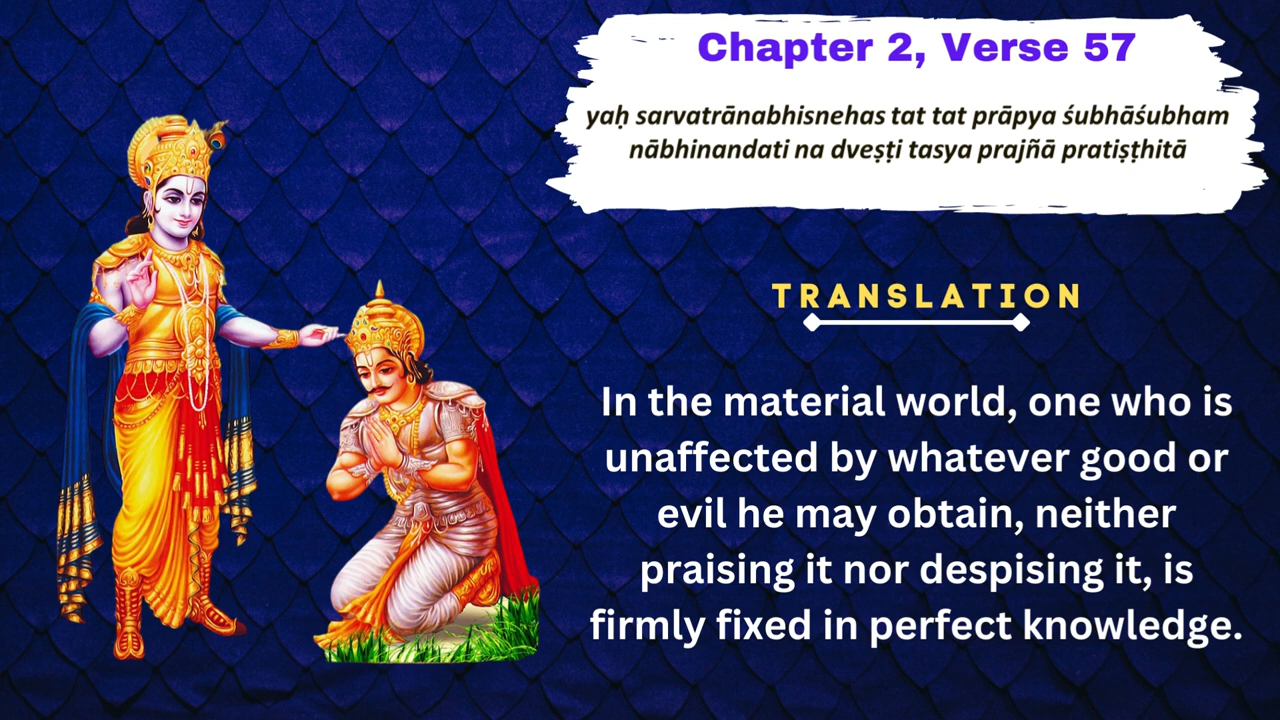 Chapter 2, Verse 57
yaḥ sarvatrānabhisnehas tat tat prāpya śubhāśubham
nābhinandati na dveṣṭi tasya prajñā pratiṣṭhitā
TRANSLATION
In the material world, one who is
unaffected by whatever good or
evil he may obtain, neither
praising it nor despising it, is
firmly fixed in perfect knowledge.